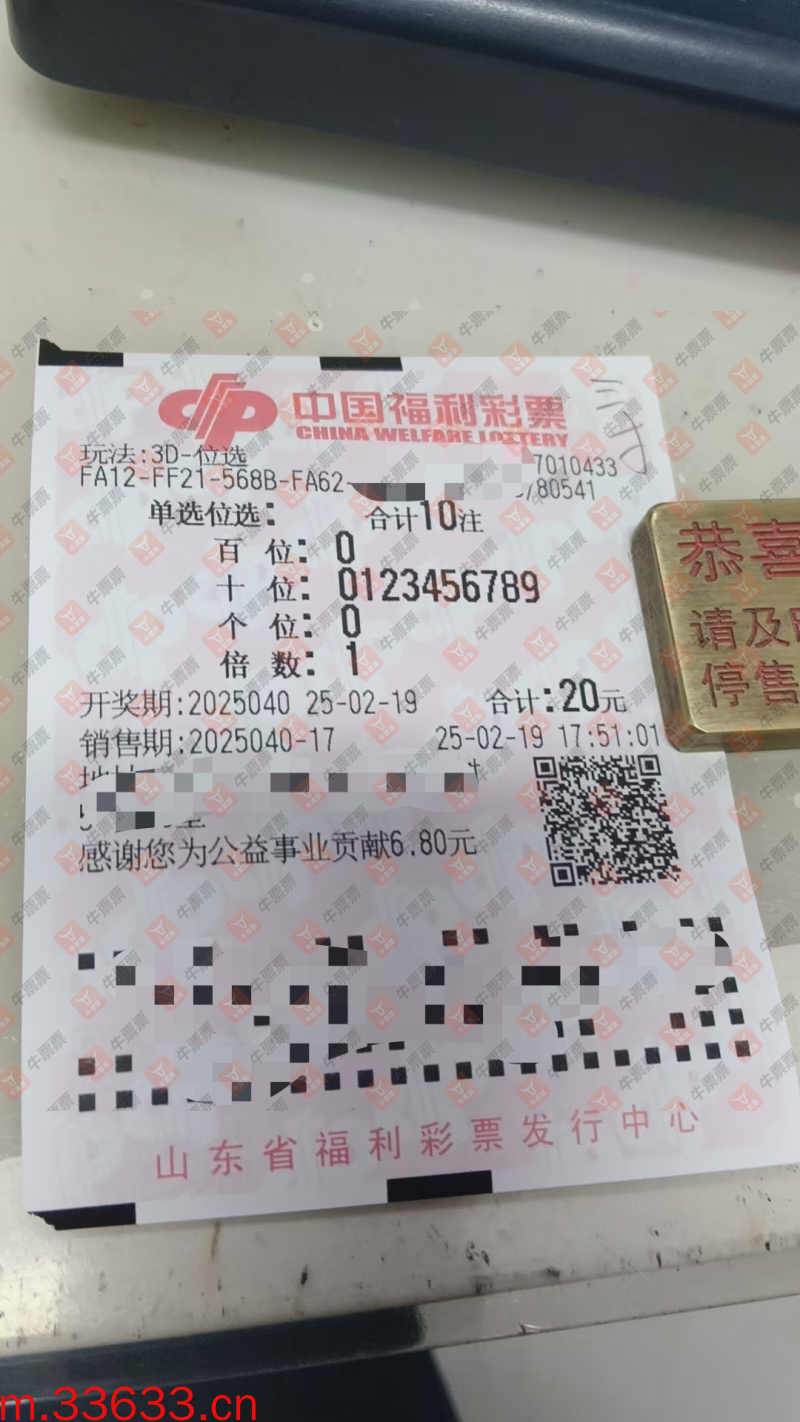 中国福利彩票
CHINA WELFARE LOTTERY
玩法:3D-位选
7010433
FA12-FF21-568B-FA62-
/80541
单选位选: 合计10注
百 位: 0
十 位: 0123456789
个 位: 0
倍 数: 1
开奖期:2025040 25-02-19 合计:20元
销售期:2025040-17 25-02-19 17:51:01
感谢您为公益事业贡献6.80元
山东省福利彩票发行中心
恭喜
请及
停售
牛票票
m.33633.cn